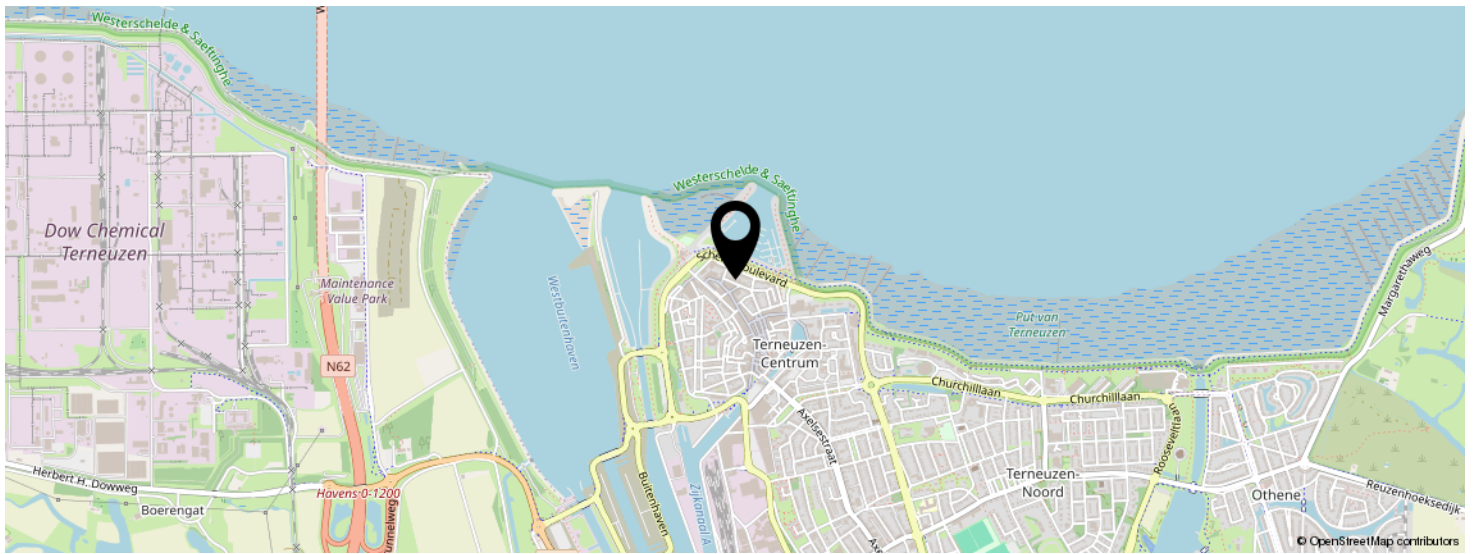 Westerschelde & Saeftinghe
Westerschelde & Saeftinghe
Dow Chemical
Terneuzen
Maintenance
Value Park
Westbuitenhaven
Put van
Terneuzen
Margarethaweg
Terneuzen-
Centrum
N62
Churchilllaan
Churchilllaan
Axelsestraat
Rooseveltlaan
Herbert H. Dowweg
Havens 0-1200
Boerengat
Buitenhaven
Zijkanaal A
Terneuzen-
Noord
Othene
Reuzenhoeksedijk
© OpenStreetMap contributors